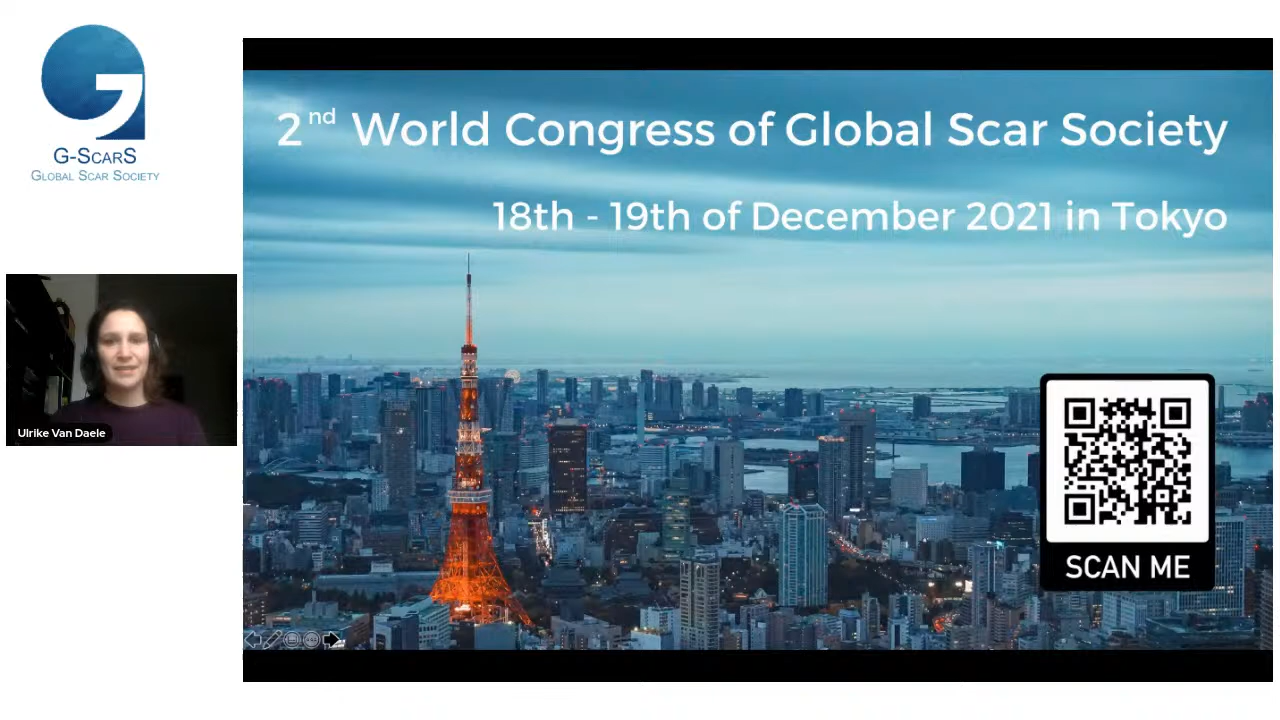 G-ScarS
Global Scar Society
2nd World Congress of Global Scar Society
18th - 19th of December 2021 in Tokyo
Ulrike Van Daele
SCAN ME